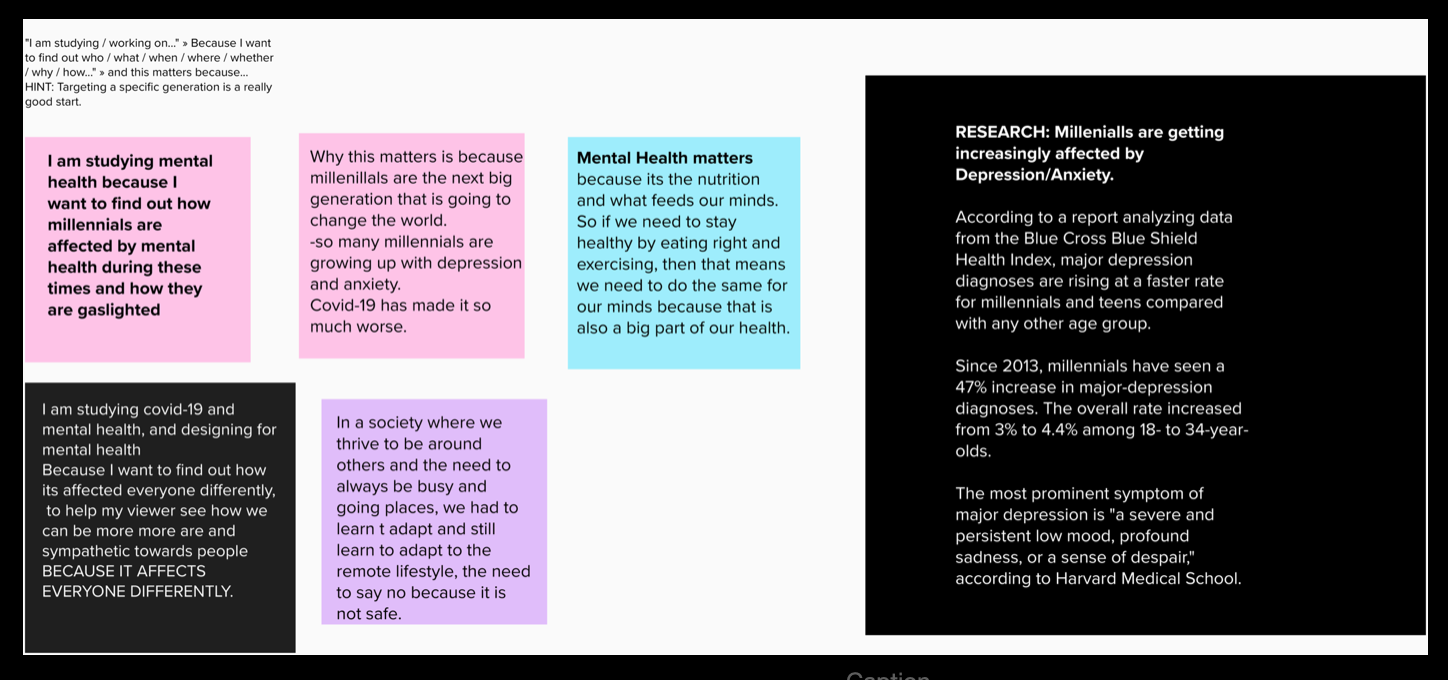 "I am studying / working on..." » Because I want
to find out who / what / when / where / whether
/ why / how..." » and this matters because...
HINT: Targeting a specific generation is a really
good start.
I am studying mental
health because I
want to find out how
millennials are
affected by mental
health during these
times and how they
are gaslighted
Why this matters is because
millenillals are the next big
generation that is going to
change the world.
-so many millennials are
growing up with depression
and anxiety.
Covid-19 has made it so
much worse.
Mental Health matters
because its the nutrition
and what feeds our minds.
So if we need to stay
healthy by eating right and
exercising, then that means
we need to do the same for
our minds because that is
also a big part of our health.
I am studying covid-19 and
mental health, and designing for
mental health
Because I want to find out how
its affected everyone differently,
to help my viewer see how we
can be more more are and
sympathetic towards people
BECAUSE IT AFFECTS
EVERYONE DIFFERENTLY.
In a society where we
thrive to be around
others and the need to
always be busy and
going places, we had to
learn t adapt and still
learn to adapt to the
remote lifestyle, the need
to say no because it is
not safe.
RESEARCH: Millenialls are getting
increasingly affected by
Depression/Anxiety.
According to a report analyzing data
from the Blue Cross Blue Shield
Health Index, major depression
diagnoses are rising at a faster rate
for millennials and teens compared
with any other age group.
Since 2013, millennials have seen a
47% increase in major-depression
diagnoses. The overall rate increased
from 3% to 4.4% among 18- to 34-year-
olds.
The most prominent symptom of
major depression is "a severe and
persistent low mood, profound
sadness, or a sense of despair,"
according to Harvard Medical School.
Caption